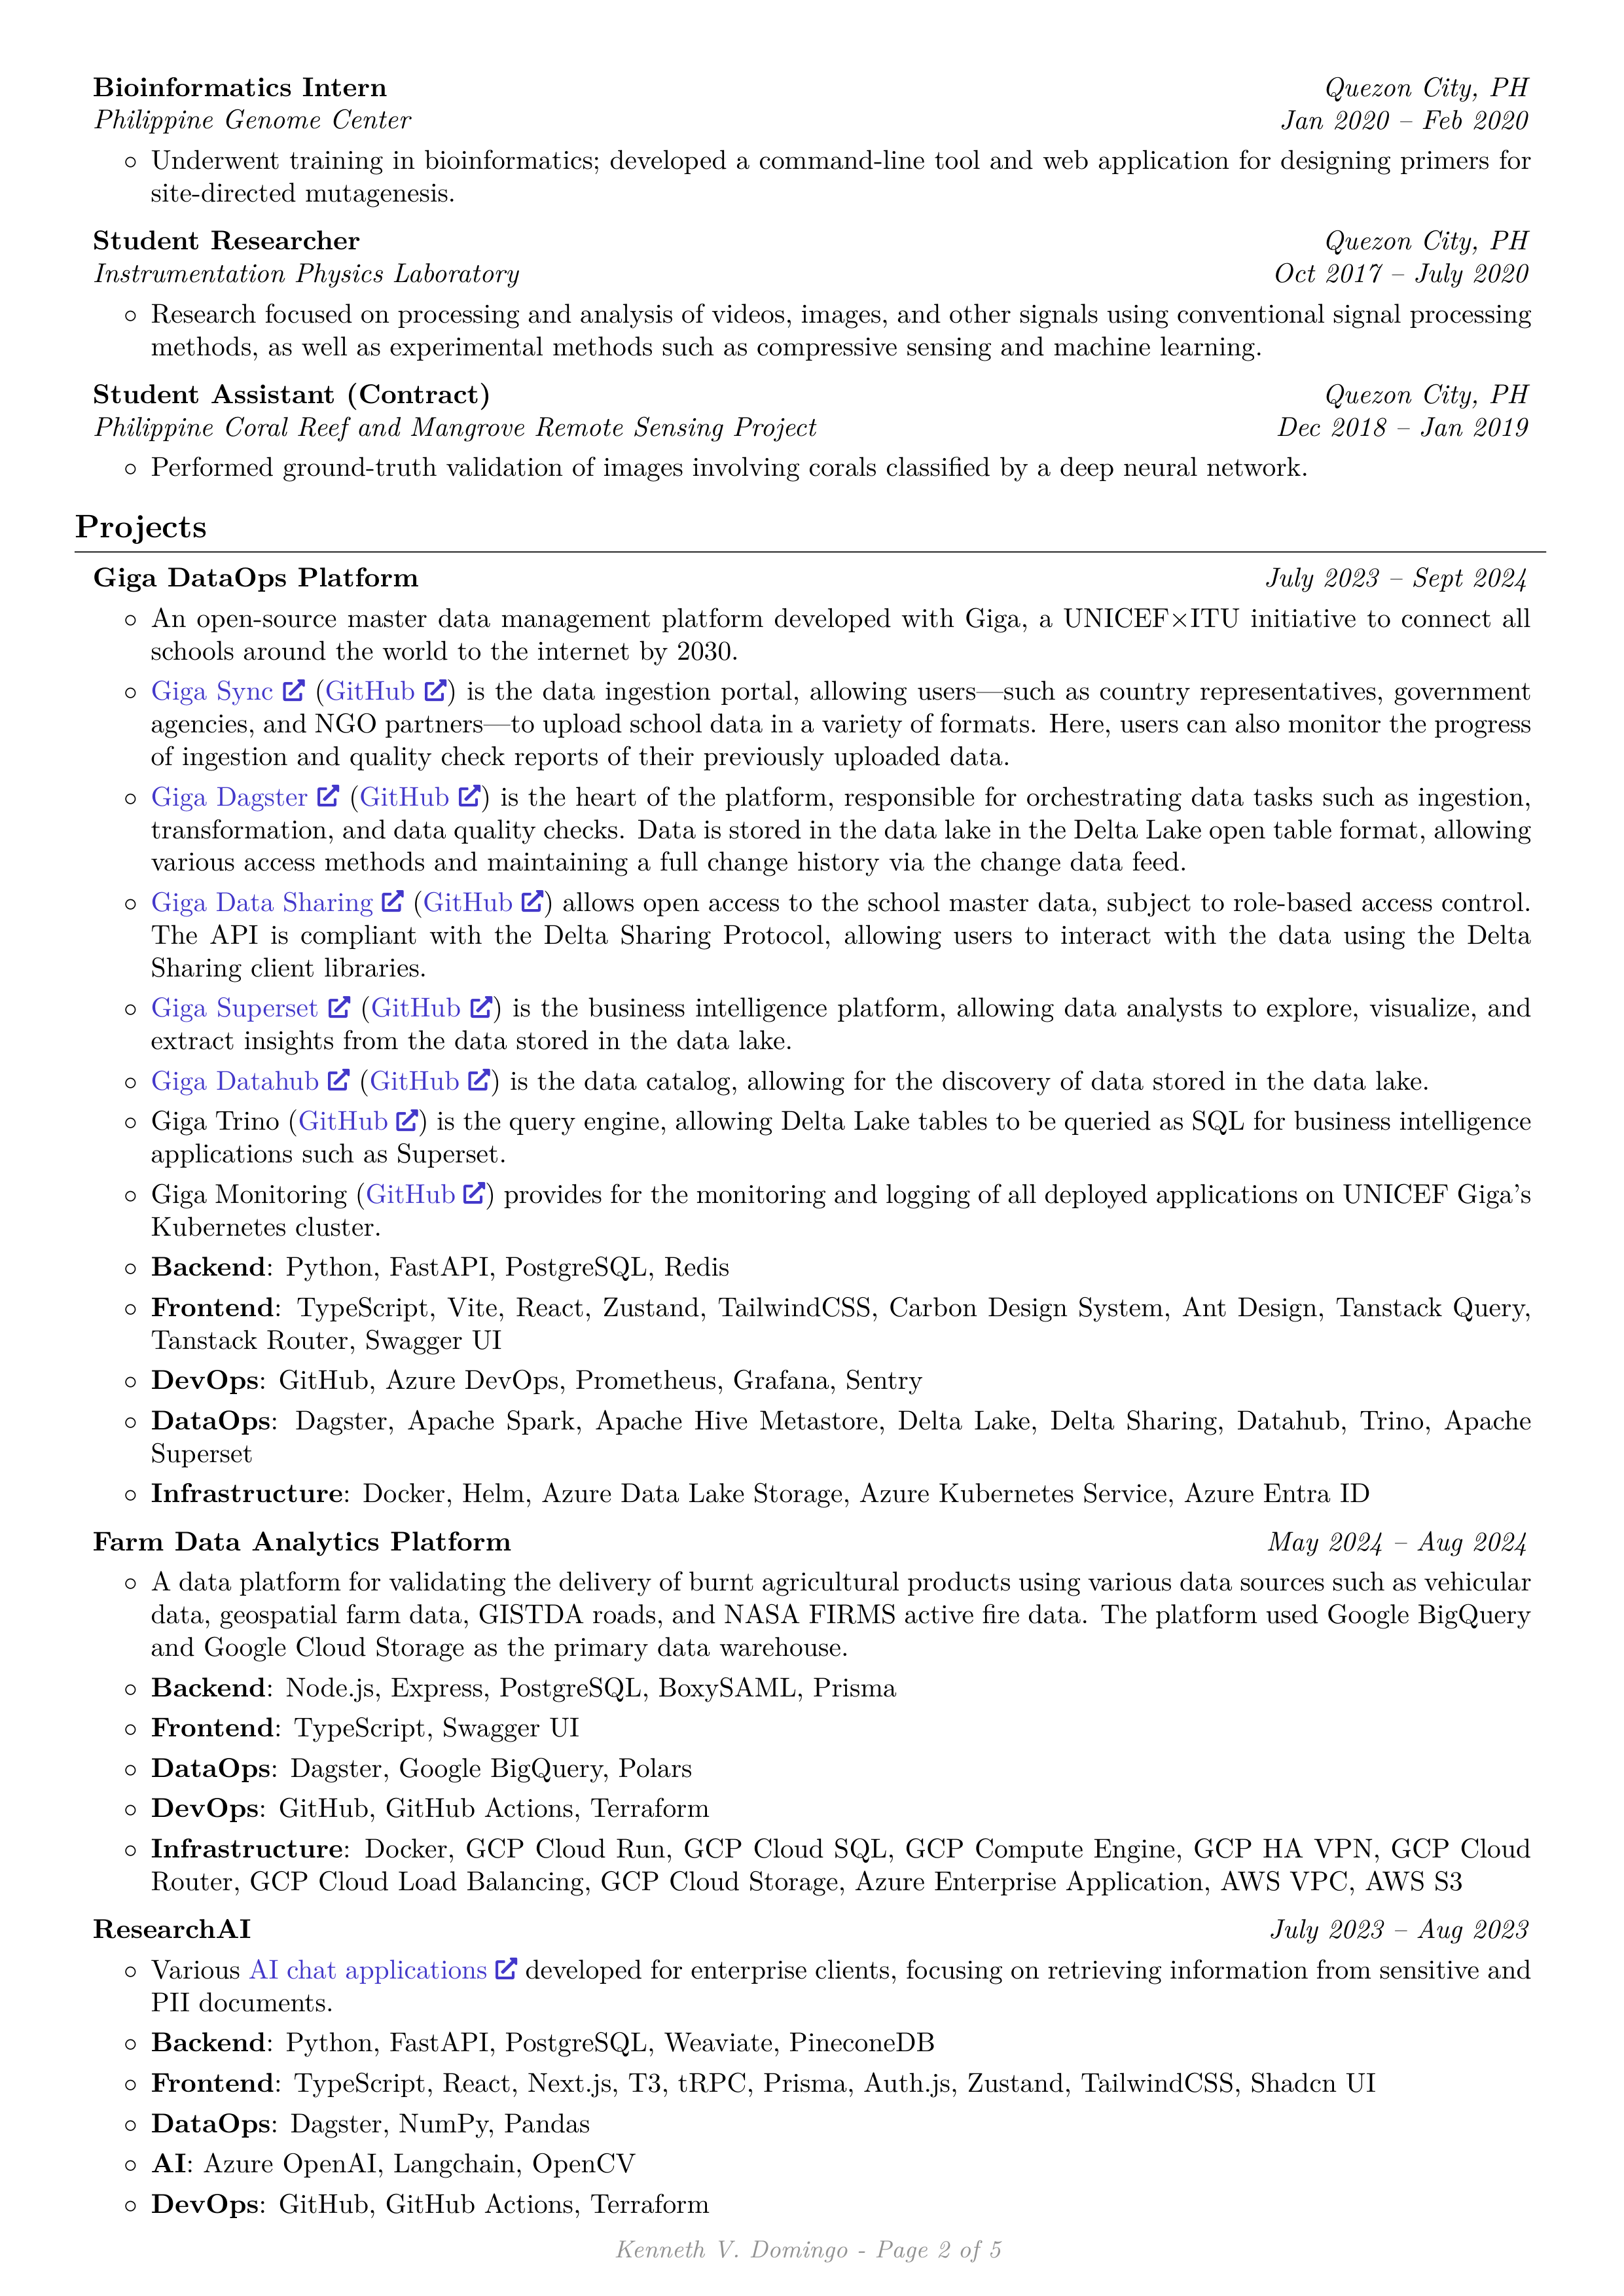 Bioinformatics Intern Quezon City, PH
Philippine Genome Center Jan 2020 – Feb 2020
◦ Underwent training in bioinformatics; developed a command-line tool and web application for designing primers for
site-directed mutagenesis.
Student Researcher Quezon City, PH
Instrumentation Physics Laboratory Oct 2017 – July 2020
◦ Research focused on processing and analysis of videos, images, and other signals using conventional signal processing
methods, as well as experimental methods such as compressive sensing and machine learning.
Student Assistant (Contract) Quezon City, PH
Philippine Coral Reef and Mangrove Remote Sensing Project Dec 2018 – Jan 2019
◦ Performed ground-truth validation of images involving corals classified by a deep neural network.
Projects
Giga DataOps Platform July 2023 – Sept 2024
◦ An open-source master data management platform developed with Giga, a UNICEF×ITU initiative to connect all
schools around the world to the internet by 2030.
◦ Giga Sync (GitHub) is the data ingestion portal, allowing users—such as country representatives, government
agencies, and NGO partners—to upload school data in a variety of formats. Here, users can also monitor the progress
of ingestion and quality check reports of their previously uploaded data.
◦ Giga Dagster (GitHub) is the heart of the platform, responsible for orchestrating data tasks such as ingestion,
transformation, and data quality checks. Data is stored in the data lake in the Delta Lake open table format, allowing
various access methods and maintaining a full change history via the change data feed.
◦ Giga Data Sharing (GitHub) allows open access to the school master data, subject to role-based access control.
The API is compliant with the Delta Sharing Protocol, allowing users to interact with the data using the Delta
Sharing client libraries.
◦ Giga Superset (GitHub) is the business intelligence platform, allowing data analysts to explore, visualize, and
extract insights from the data stored in the data lake.
◦ Giga Datahub (GitHub) is the data catalog, allowing for the discovery of data stored in the data lake.
◦ Giga Trino (GitHub) is the query engine, allowing Delta Lake tables to be queried as SQL for business intelligence
applications such as Superset.
◦ Giga Monitoring (GitHub) provides for the monitoring and logging of all deployed applications on UNICEF Giga's
Kubernetes cluster.
◦ Backend: Python, FastAPI, PostgreSQL, Redis
◦ Frontend: TypeScript, Vite, React, Zustand, TailwindCSS, Carbon Design System, Ant Design, Tanstack Query,
Tanstack Router, Swagger UI
◦ DevOps: GitHub, Azure DevOps, Prometheus, Grafana, Sentry
◦ DataOps: Dagster, Apache Spark, Apache Hive Metastore, Delta Lake, Delta Sharing, Datahub, Trino, Apache
Superset
◦ Infrastructure: Docker, Helm, Azure Data Lake Storage, Azure Kubernetes Service, Azure Entra ID
Farm Data Analytics Platform May 2024 – Aug 2024
◦ A data platform for validating the delivery of burnt agricultural products using various data sources such as vehicular
data, geospatial farm data, GISTDA roads, and NASA FIRMS active fire data. The platform used Google BigQuery
and Google Cloud Storage as the primary data warehouse.
◦ Backend: Node.js, Express, PostgreSQL, BoxySAML, Prisma
◦ Frontend: TypeScript, Swagger UI
◦ DataOps: Dagster, Google BigQuery, Polars
◦ DevOps: GitHub, GitHub Actions, Terraform
◦ Infrastructure: Docker, GCP Cloud Run, GCP Cloud SQL, GCP Compute Engine, GCP HA VPN, GCP Cloud
Router, GCP Cloud Load Balancing, GCP Cloud Storage, Azure Enterprise Application, AWS VPC, AWS S3
ResearchAI July 2023 – Aug 2023
◦ Various AI chat applications developed for enterprise clients, focusing on retrieving information from sensitive and
PII documents.
◦ Backend: Python, FastAPI, PostgreSQL, Weaviate, PineconeDB
◦ Frontend: TypeScript, React, Next.js, T3, tRPC, Prisma, Auth.js, Zustand, TailwindCSS, Shadcn UI
◦ DataOps: Dagster, NumPy, Pandas
◦ AI: Azure OpenAI, Langchain, OpenCV
◦ DevOps: GitHub, GitHub Actions, Terraform
Kenneth V. Domingo - Page 2 of 5